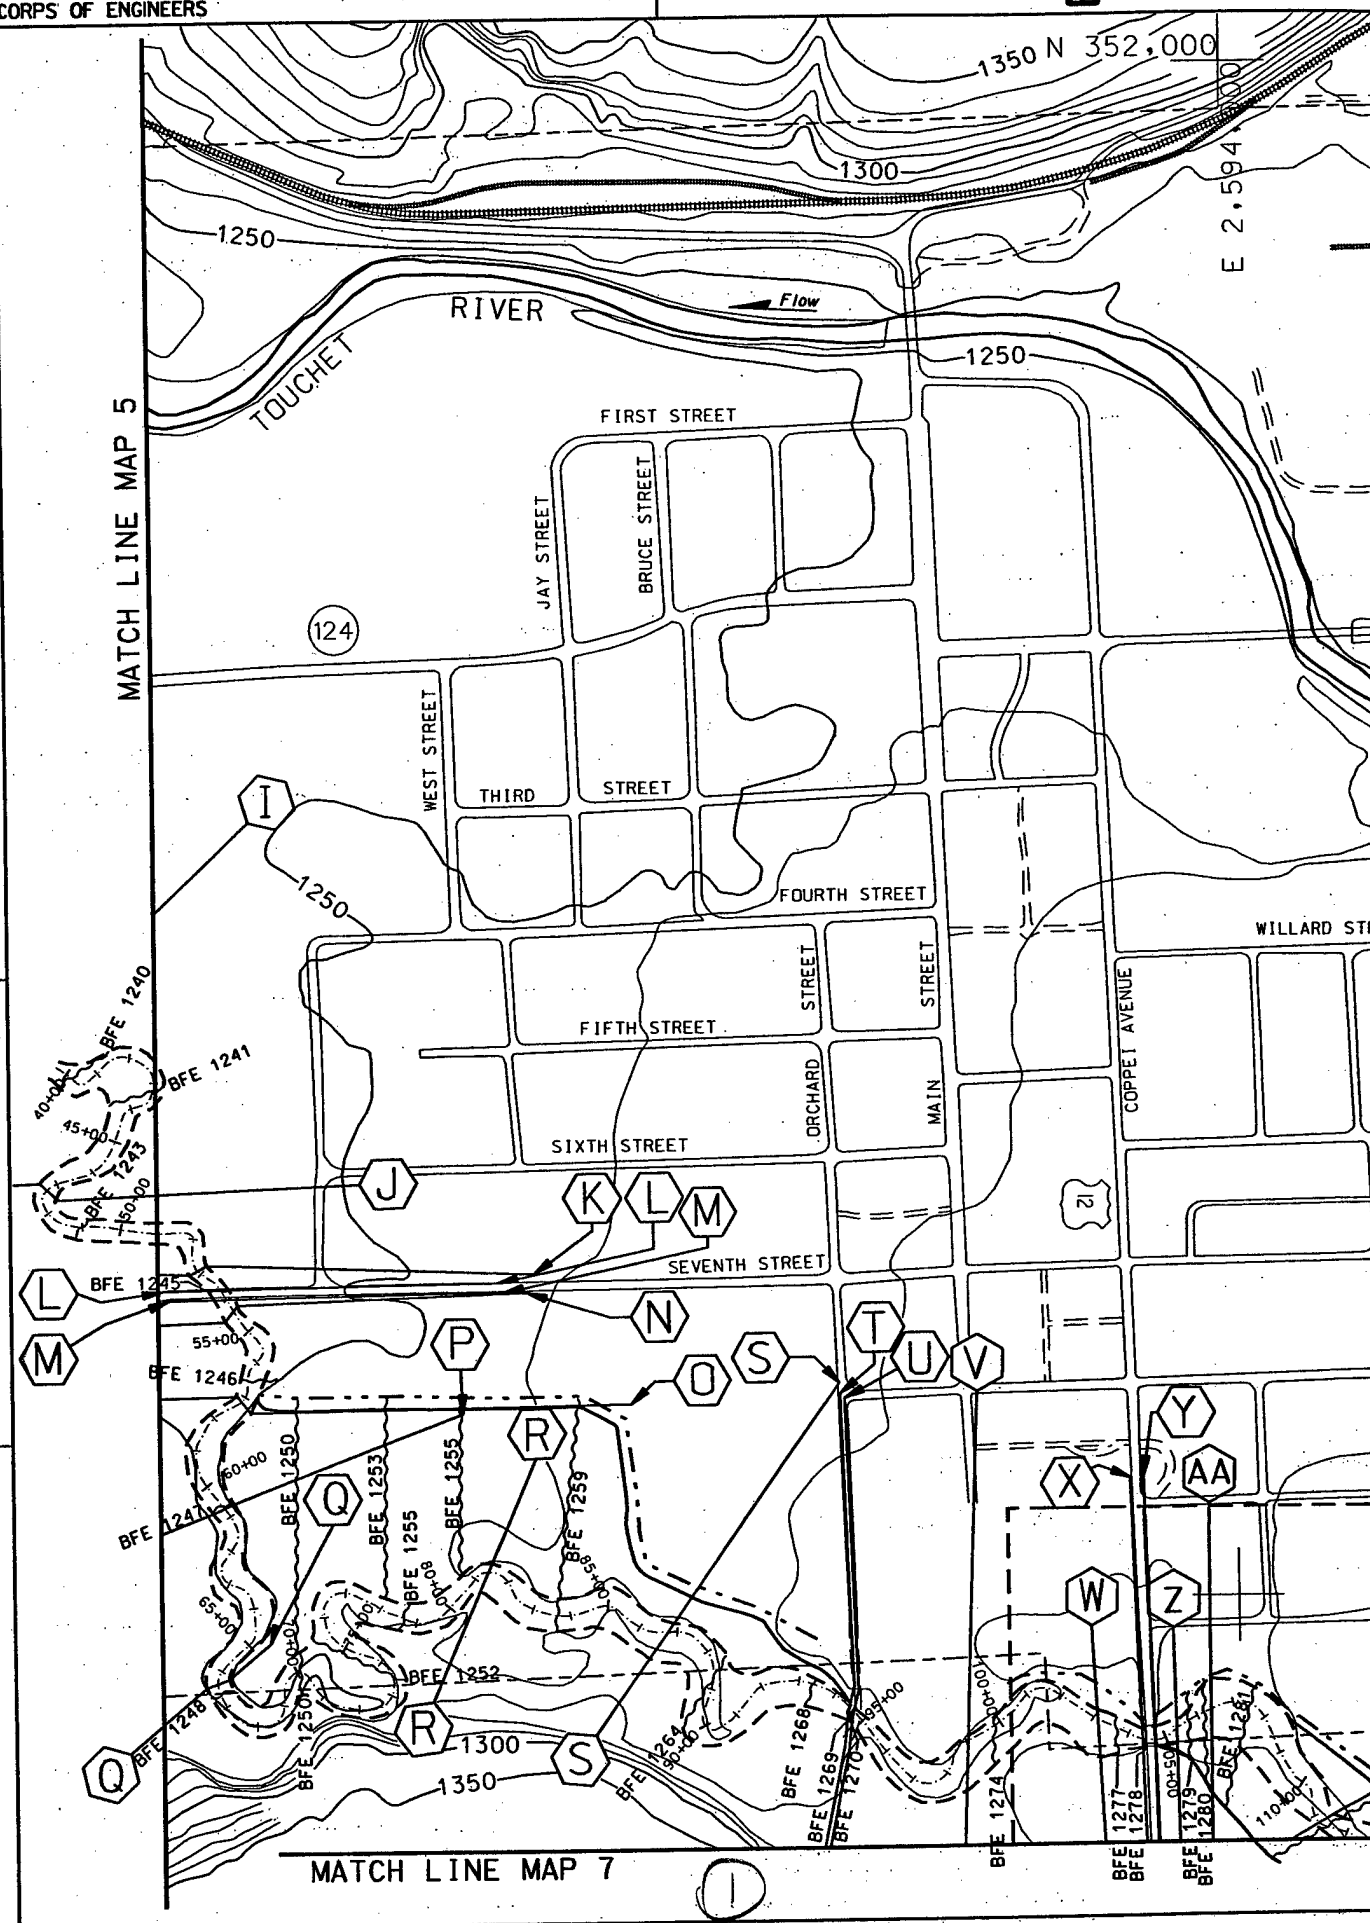 CORPS OF ENGINEERS
1350
N 352,000
E 2,594,
1300
1250
Flow
RIVER
TOUCHET
1250
MATCH LINE MAP 5
FIRST STREET
JAY STREET
BRUCE STREET
124
WEST STREET
THIRD STREET
I
1250
FOURTH STREET
WILLARD ST
ORCHARD STREET
MAIN STREET
COPPEI AVENUE
FIFTH STREET
BFE 1240
BFE 1241
40+00
45+00
BFE 1243
50+00
SIXTH STREET
J
K
L
M
12
SEVENTH STREET
L
BFE 1245
M
N
55+00
P
T
S
U
V
BFE 1246
O
Y
R
X
AA
60+00
BFE 1250
BFE 1253
BFE 1255
BFE 1259
Q
BFE 1247
BFE 1255
80+00
85+00
65+00
W
Z
BFE 1252
BFE 1248
BFE 1250
R
95+00
1300
Q
S
BFE 1264
90+00
BFE 1268
BFE 1269
BFE 1270
BFE 1274
BFE 1277
BFE 1278
BFE 1279
BFE 1280
BFE 1281
110+00
1350
MATCH LINE MAP 7
1